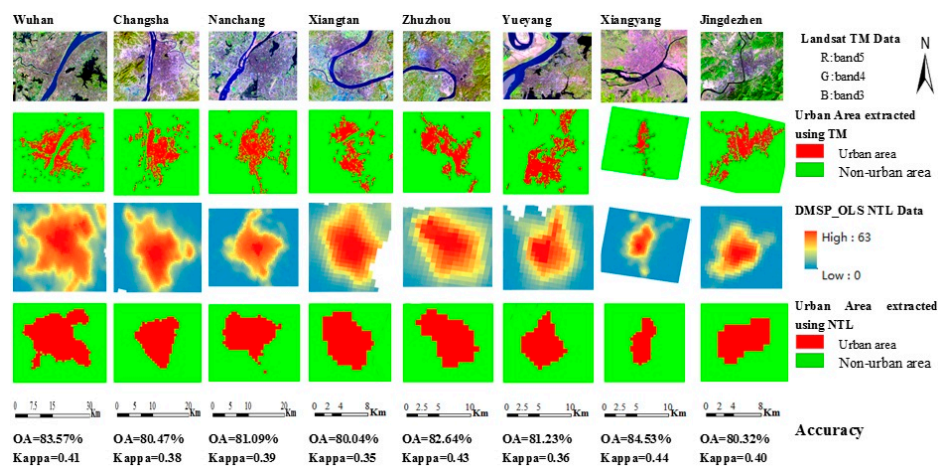 Wuhan Changsha Nanchang Xiangtan Zhuzhou Yueyang Xiangyang Jingdezhen
Landsat TM Data
R:band5
G:band4
B:band3
N
Urban Area extracted
using TM
Urban area
Non-urban area
DMSP_OLS NTL Data
High : 63
Low : 0
Urban Area extracted
using NTL
Urban area
Non-urban area
0 7.5 15 30 Km 0 5 10 20 Km 0 5 10 20 Km 0 2 4 8 Km 0 2.5 5 10 Km 0 2.5 5 10 Km 0 2.5 5 10 Km 0 2 4 8 Km
Accuracy
OA=83.57% OA=80.47% OA=81.09% OA=80.04% OA=82.64% OA=81.23% OA=84.53% OA=80.32%
Kappa=0.41 Kappa=0.38 Kappa=0.39 Kappa=0.35 Kappa=0.43 Kappa=0.36 Kappa=0.44 Kappa=0.40